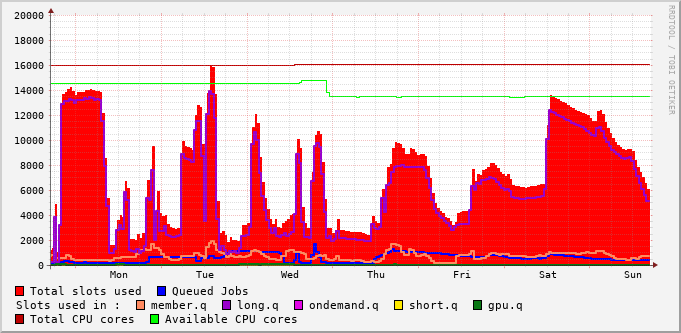 20000
18000
16000
14000
12000
10000
8000
6000
4000
2000
0
Mon Tue Wed Thu Fri Sat Sun
RRDTOOL / TOBI OETIKER
Total slots used Queued Jobs
Slots used in : member.q long.q ondemand.q short.q gpu.q
Total CPU cores Available CPU cores